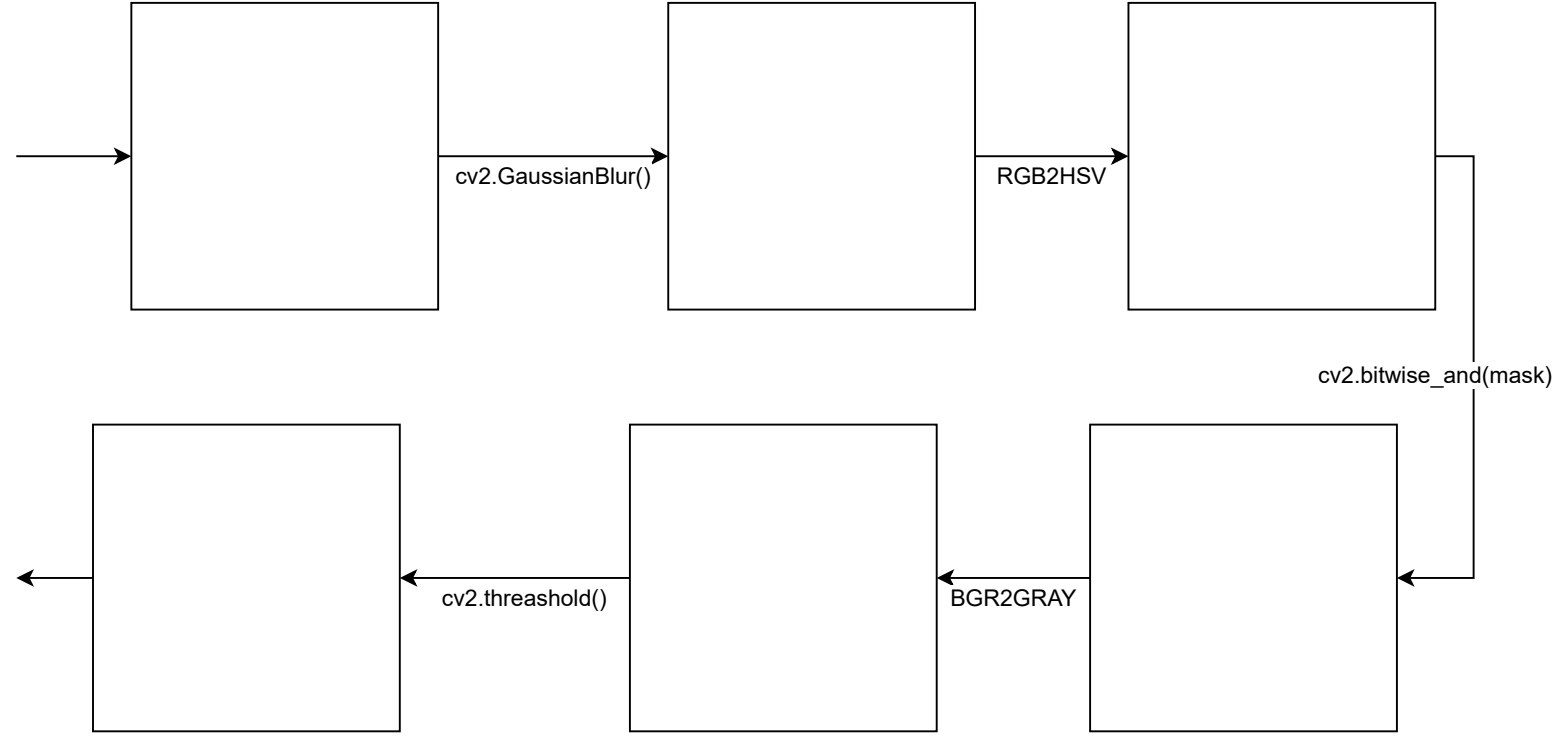 cv2.GaussianBlur()
RGB2HSV
cv2.bitwise_and(mask)
BGR2GRAY
cv2.threashold()